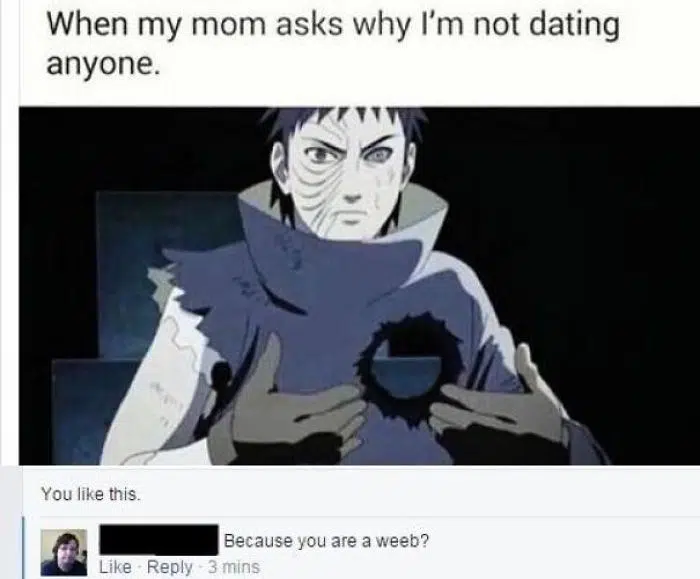 When my mom asks why I'm not dating
anyone.
You like this.
Because you are a weeb?
Like · Reply · 3 mins